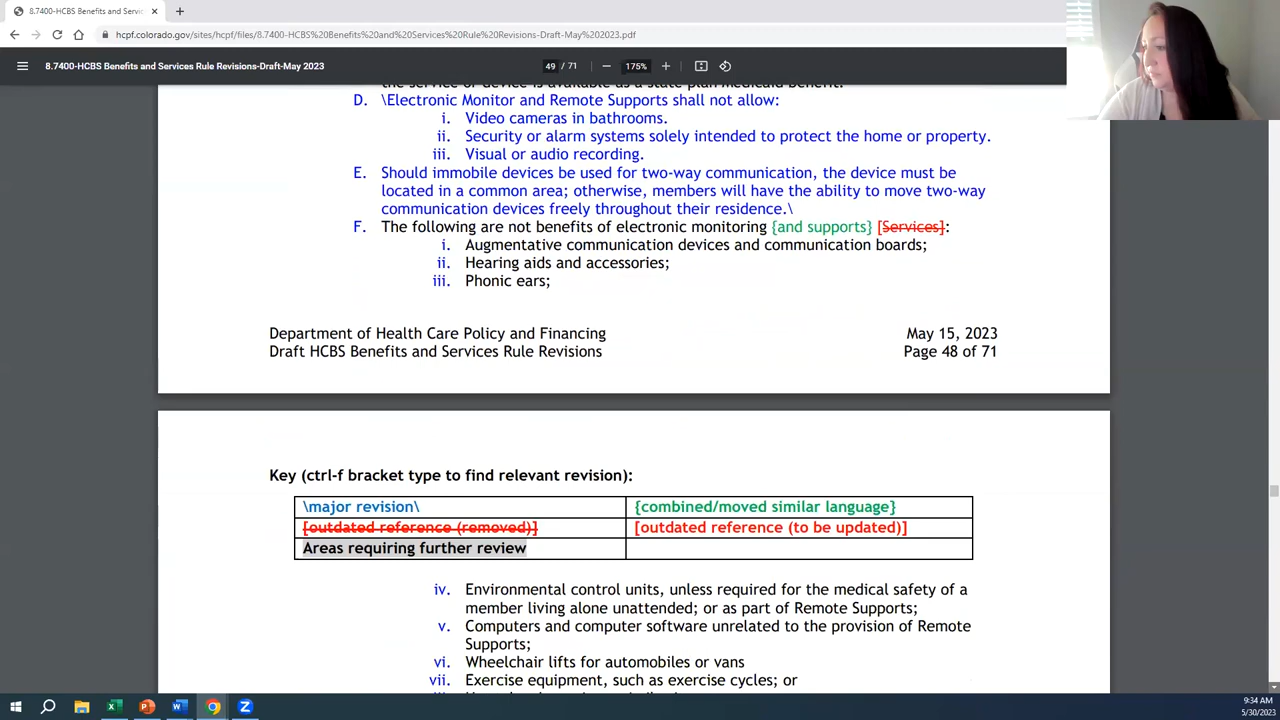 8.7400-HCBS Benefits and Servic
hcpf.colorado.gov/sites/hcpf/files/8.7400-HCBS%20Benefits%20and%20Services%20Rule%20Revisions-Draft-May%202023.pdf
8.7400-HCBS Benefits and Services Rule Revisions-Draft-May 2023
49 / 71
175%
the service or device is available as a state plan Medicaid benefit.
D. \Electronic Monitor and Remote Supports shall not allow:
i. Video cameras in bathrooms.
ii. Security or alarm systems solely intended to protect the home or property.
iii. Visual or audio recording.
E. Should immobile devices be used for two-way communication, the device must be
located in a common area; otherwise, members will have the ability to move two-way
communication devices freely throughout their residence.\
F. The following are not benefits of electronic monitoring {and supports} [Services]:
i. Augmentative communication devices and communication boards;
ii. Hearing aids and accessories;
iii. Phonic ears;
Department of Health Care Policy and Financing May 15, 2023
Draft HCBS Benefits and Services Rule Revisions Page 48 of 71
Key (ctrl-f bracket type to find relevant revision):
\major revision\ {combined/moved similar language}
[outdated reference (removed)] [outdated reference (to be updated)]
Areas requiring further review
iv. Environmental control units, unless required for the medical safety of a
member living alone unattended; or as part of Remote Supports;
v. Computers and computer software unrelated to the provision of Remote
Supports;
vi. Wheelchair lifts for automobiles or vans
vii. Exercise equipment, such as exercise cycles; or
9:34 AM
5/30/2023